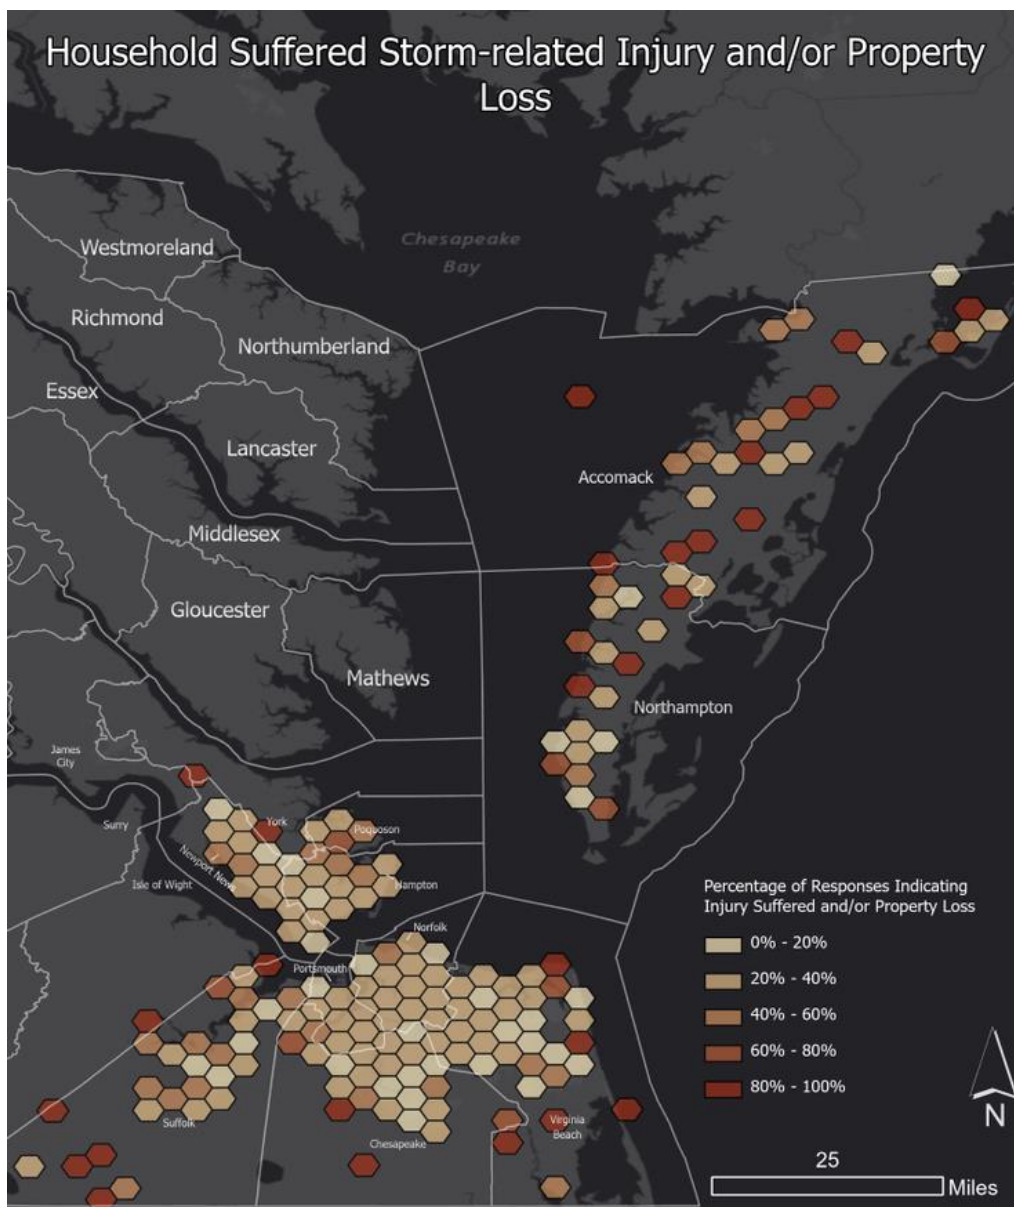 Household Suffered Storm-related Injury and/or Property
Loss
Chesapeake
Bay
Westmoreland
Richmond
Northumberland
Essex
Lancaster
Accomack
Middlesex
Gloucester
Mathews
Northampton
James
City
Surry
York
Poquoson
Newport News
Isle of Wight
Hampton
Norfolk
Portsmouth
Suffolk
Chesapeake
Virginia
Beach
Percentage of Responses Indicating
Injury Suffered and/or Property Loss
0% - 20%
20% - 40%
40% - 60%
60% - 80%
80% - 100%
N
25
Miles